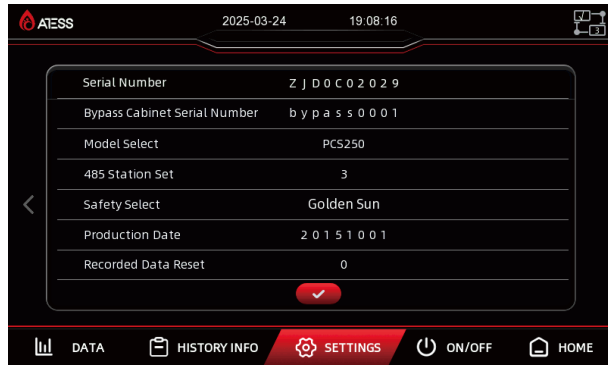 ATESS 2025-03-24 19:08:16
3
Serial Number Z J D 0 C 0 2 0 2 9
Bypass Cabinet Serial Number b y p a s s 0 0 0 1
Model Select PCS250
485 Station Set 3
Safety Select Golden Sun
Production Date 2 0 1 5 1 0 0 1
Recorded Data Reset 0
DATA HISTORY INFO SETTINGS ON/OFF HOME